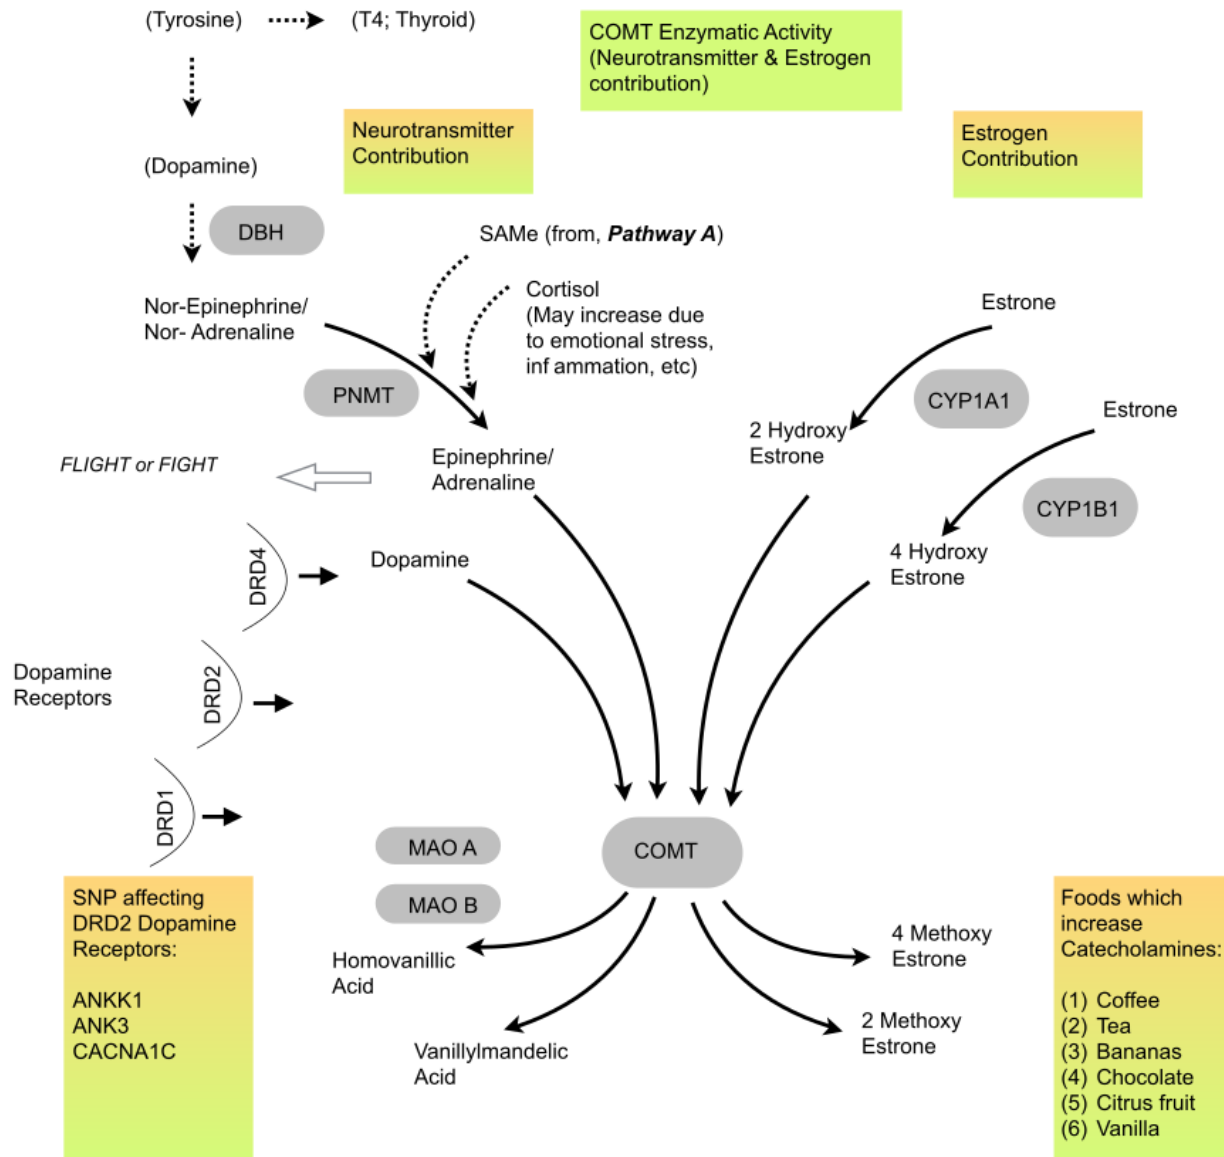 (Tyrosine)
(T4; Thyroid)
COMT Enzymatic Activity
(Neurotransmitter & Estrogen
contribution)
Neurotransmitter
Contribution
Estrogen
Contribution
(Dopamine)
DBH
SAMe (from, Pathway A)
Cortisol
(May increase due
to emotional stress,
inf ammation, etc)
Nor-Epinephrine/
Nor- Adrenaline
Estrone
PNMT
CYP1A1
Estrone
2 Hydroxy
Estrone
FLIGHT or FIGHT
Epinephrine/
Adrenaline
CYP1B1
4 Hydroxy
Estrone
DRD4
Dopamine
Dopamine
Receptors
DRD2
DRD1
MAO A
COMT
MAO B
SNP affecting
DRD2 Dopamine
Receptors:
ANKK1
ANK3
CACNA1C
Homovanillic
Acid
Vanillylmandelic
Acid
4 Methoxy
Estrone
2 Methoxy
Estrone
Foods which
increase
Catecholamines:
(1) Coffee
(2) Tea
(3) Bananas
(4) Chocolate
(5) Citrus fruit
(6) Vanilla